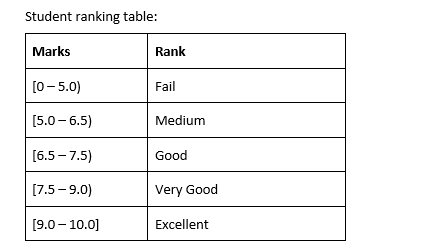 Student ranking table:
Marks Rank
[0 – 5.0) Fail
[5.0 – 6.5) Medium
[6.5 – 7.5) Good
[7.5 – 9.0) Very Good
[9.0 – 10.0] Excellent